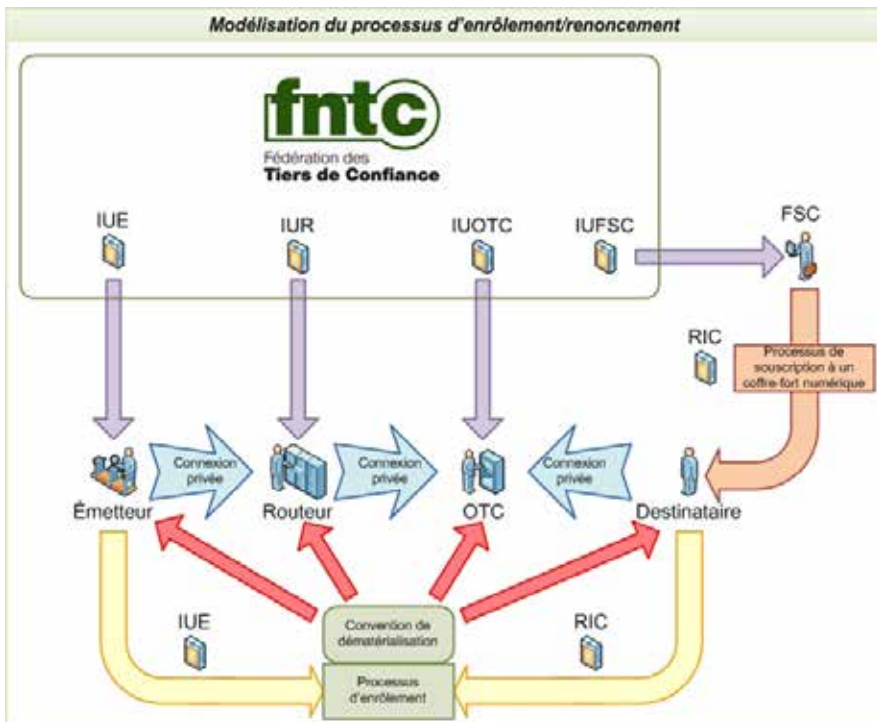 Modélisation du processus d'enrôlement/renoncement
fntc
Fédération des
Tiers de Confiance
IUE
IUR
IUOTC
IUFSC
FSC
RIC
Processus de
souscription à un
coffre-fort numérique
Connexion
privée
Connexion
privée
Connexion
privée
Émetteur
Routeur
OTC
Destinataire
IUE
Convention de
dématérialisation
RIC
Processus
d'enrôlement